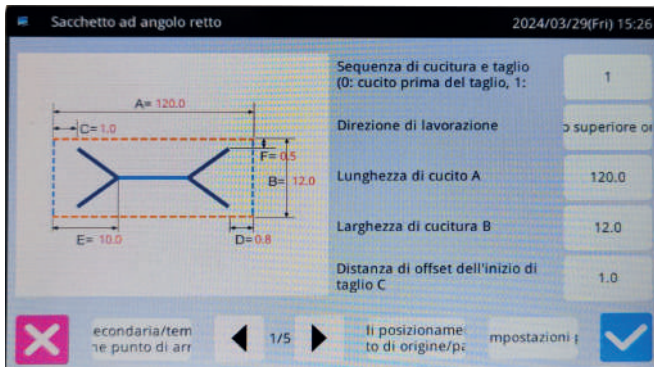 Sacchetto ad angolo retto
2024/03/29(Fri) 15:26
A= 120.0
C= 1.0
F= 0.5
B= 12.0
E= 10.0
D= 0.8
Sequenza di cucitura e taglio
(0: cucito prima del taglio, 1:
1
Direzione di lavorazione
superiore
Lunghezza di cucito A
120.0
Larghezza di cucitura B
12.0
Distanza di offset dell'inizio di
taglio C
1.0
econdaria/tem
ne punto di arr
1/5
li posizioname
to di origine/pa
mpostazioni